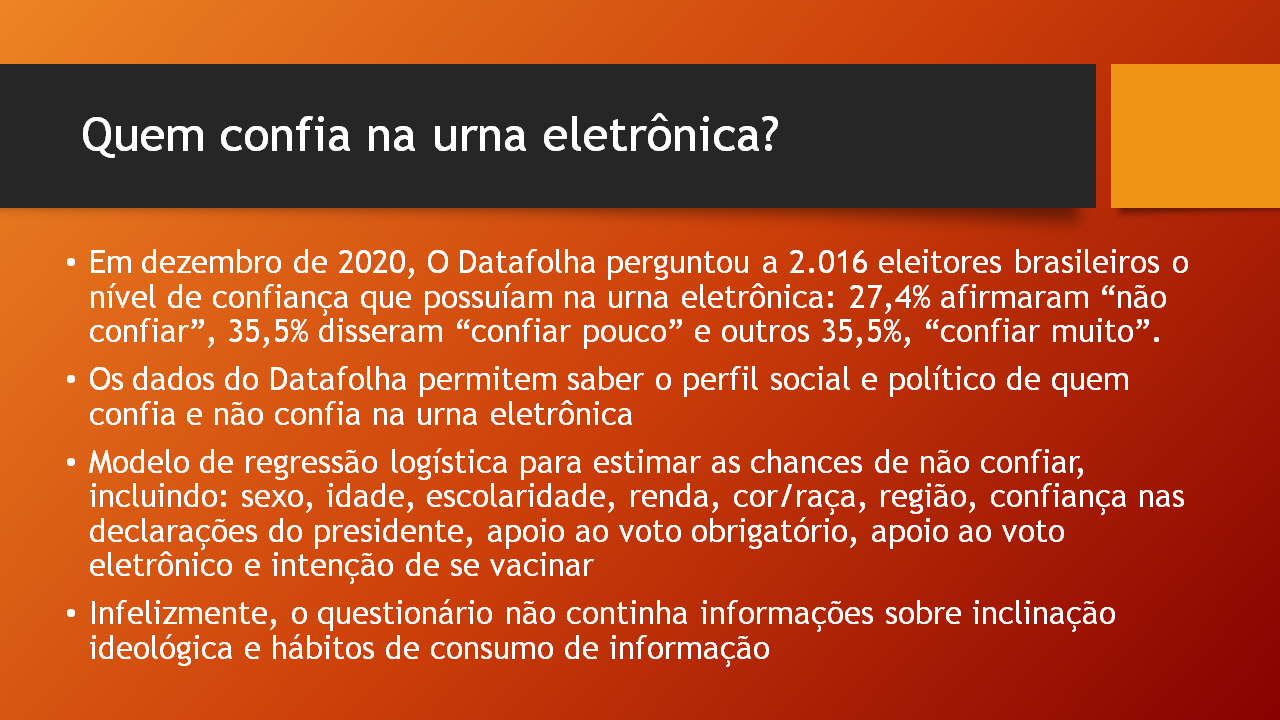 Quem confia na urna eletrônica?
• Em dezembro de 2020, O Datafolha perguntou a 2.016 eleitores brasileiros o
nível de confiança que possuíam na urna eletrônica: 27,4% afirmaram “não
confiar”, 35,5% disseram “confiar pouco” e outros 35,5%, “confiar muito”.
• Os dados do Datafolha permitem saber o perfil social e político de quem
confia e não confia na urna eletrônica
• Modelo de regressão logística para estimar as chances de não confiar,
incluindo: sexo, idade, escolaridade, renda, cor/raça, região, confiança nas
declarações do presidente, apoio ao voto obrigatório, apoio ao voto
eletrônico e intenção de se vacinar
• Infelizmente, o questionário não continha informações sobre inclinação
ideológica e hábitos de consumo de informação